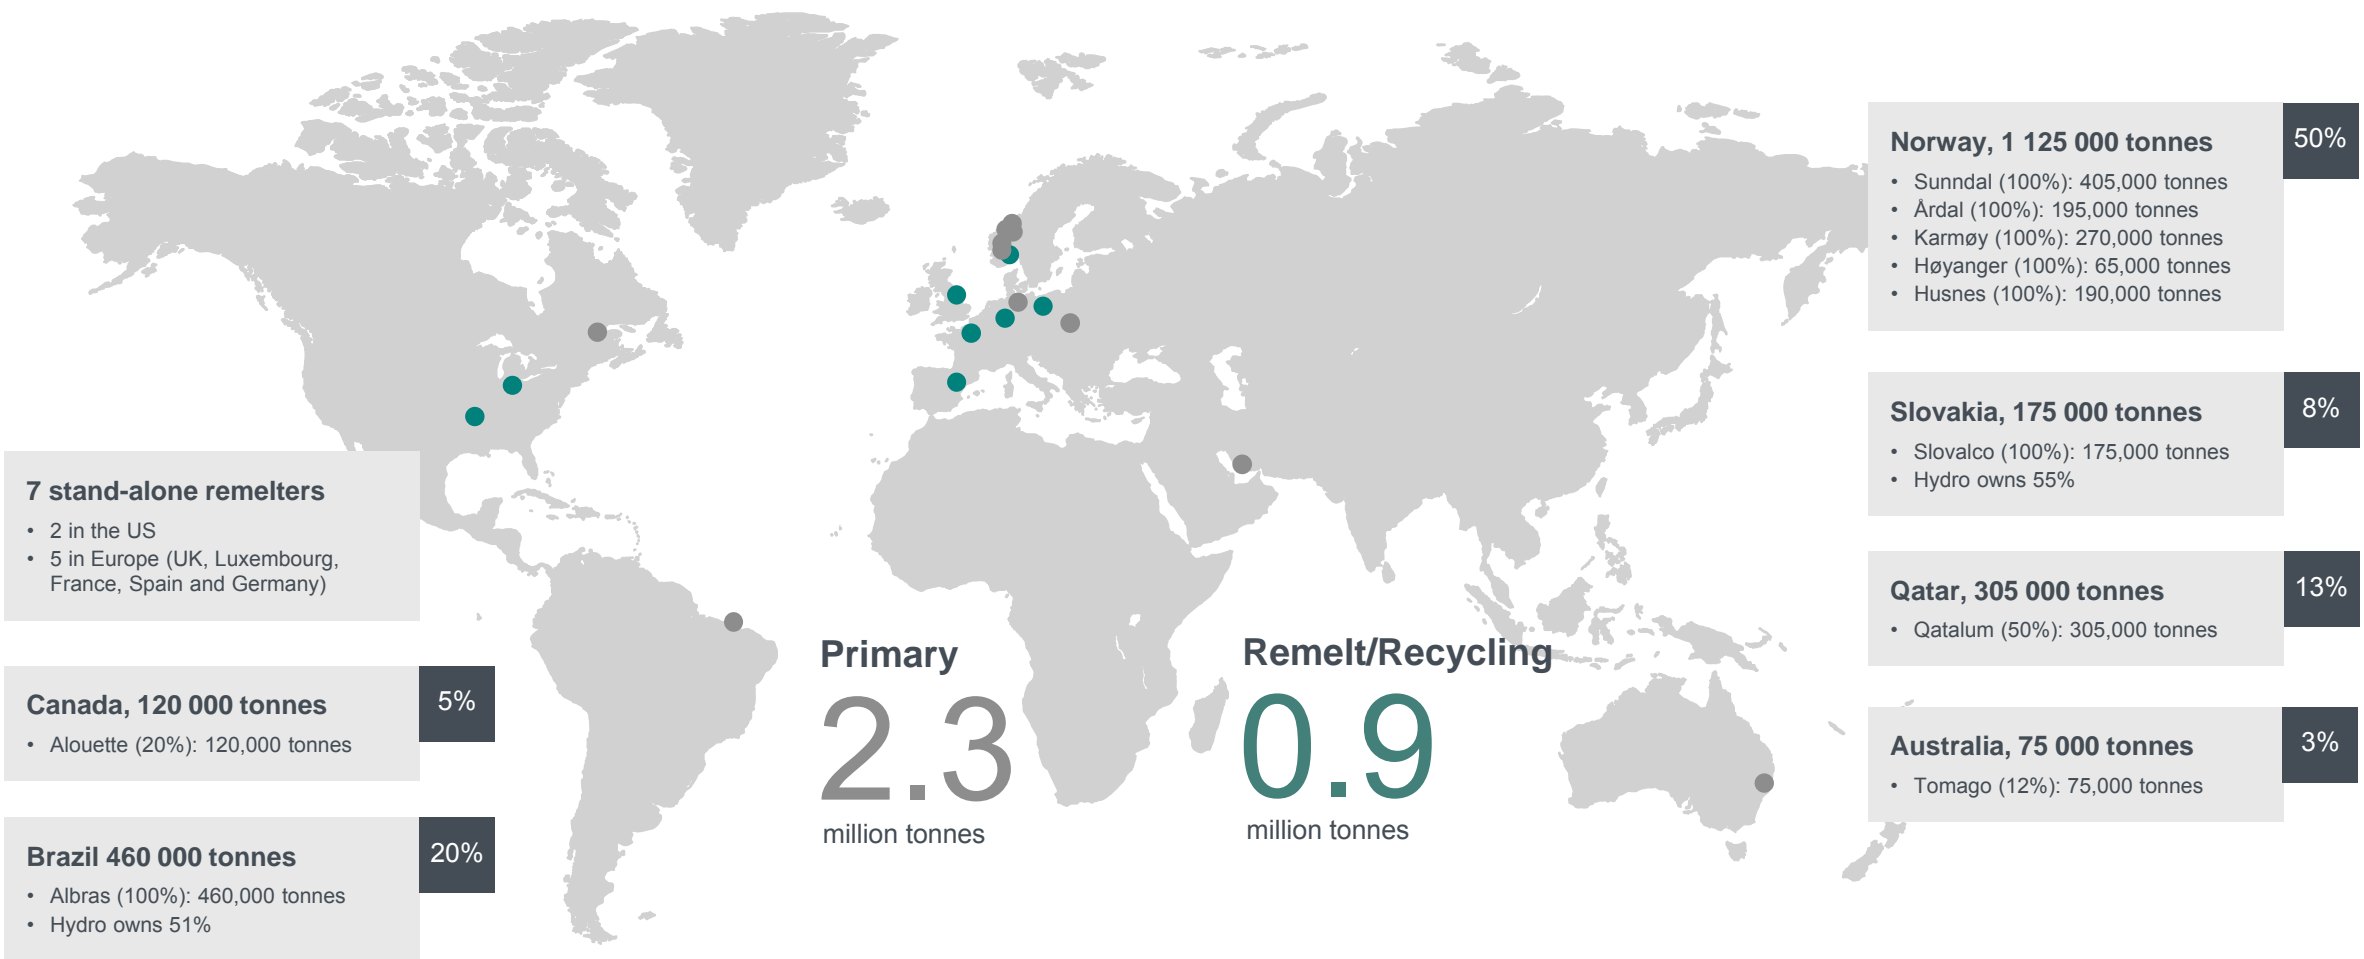 7 stand-alone remelters
• 2 in the US
• 5 in Europe (UK, Luxembourg,
France, Spain and Germany)
Canada, 120 000 tonnes
5%
• Alouette (20%): 120,000 tonnes
Brazil 460 000 tonnes
20%
• Albras (100%): 460,000 tonnes
• Hydro owns 51%
Primary
2.3
million tonnes
Remelt/Recycling
0.9
million tonnes
Norway, 1 125 000 tonnes
50%
• Sunndal (100%): 405,000 tonnes
• Årdal (100%): 195,000 tonnes
• Karmøy (100%): 270,000 tonnes
• Høyanger (100%): 65,000 tonnes
• Husnes (100%): 190,000 tonnes
Slovakia, 175 000 tonnes
8%
• Slovalco (100%): 175,000 tonnes
• Hydro owns 55%
Qatar, 305 000 tonnes
13%
• Qatalum (50%): 305,000 tonnes
Australia, 75 000 tonnes
3%
• Tomago (12%): 75,000 tonnes